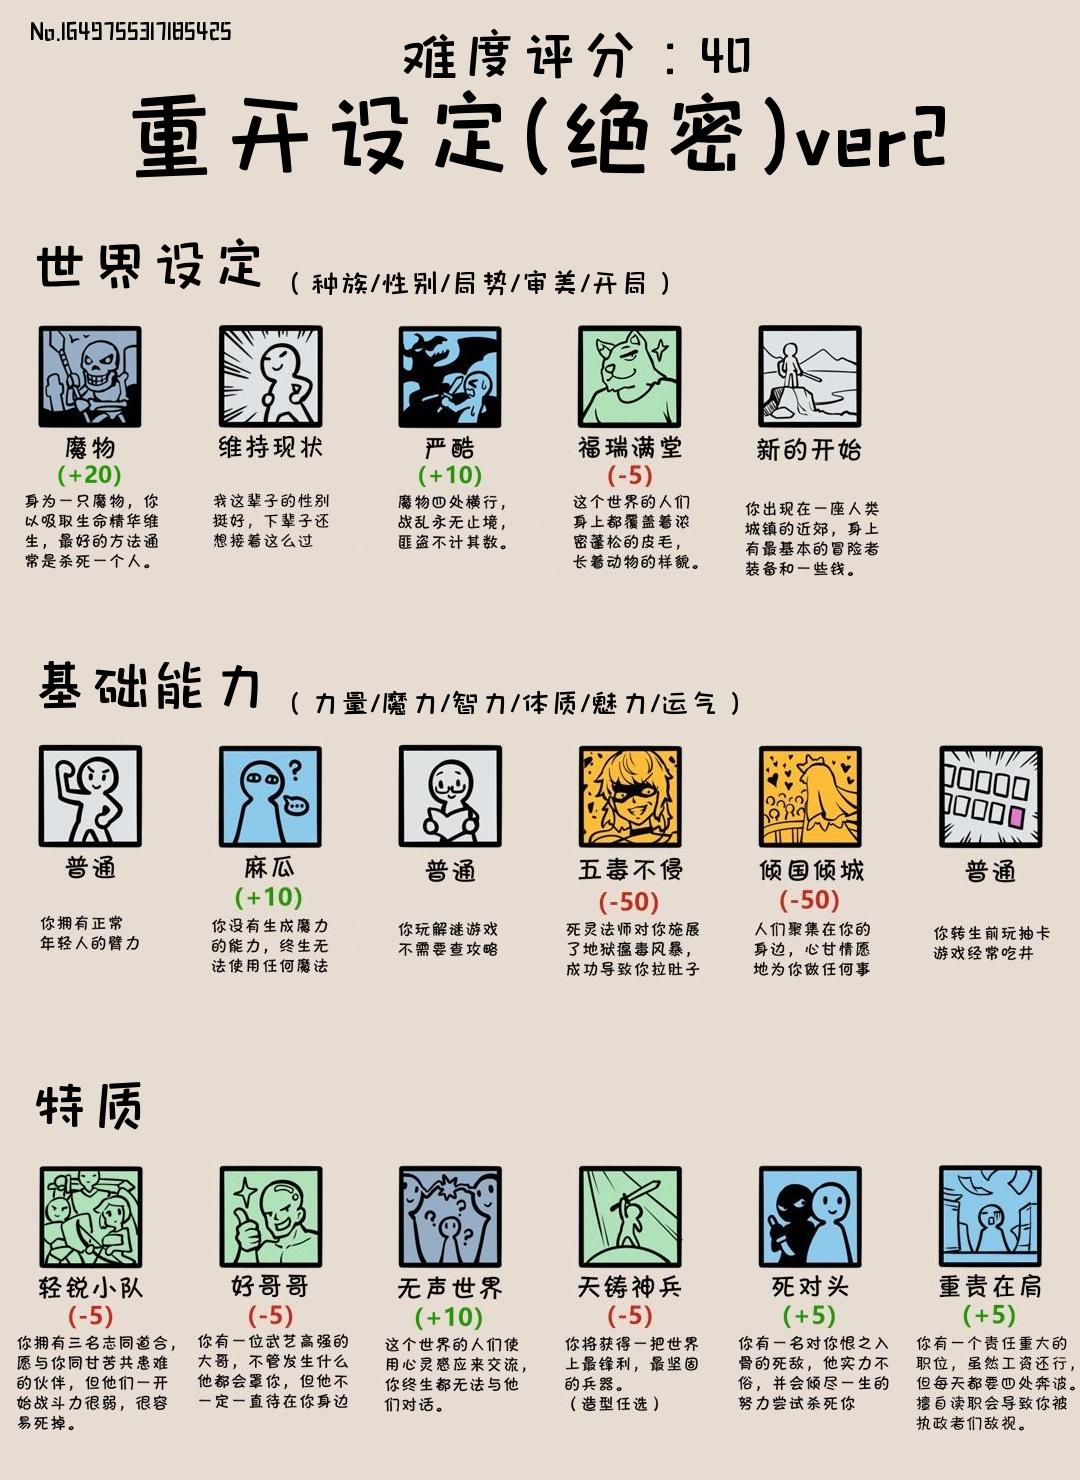 No.1649755317185425
难度评分：40
重开设定(绝密)ver2
世界设定（种族/性别/局势/审美/开局）
魔物
(+20)
身为一只魔物，你
以吸取生命精华维
生，最好的方法通
常是杀死一个人。
维持现状
我这辈子的性别
挺好，下辈子还
想接着这么过
严酷
(+10)
魔物四处横行，
战乱永无止境，
匪盗不计其数。
福瑞满堂
(-5)
这个世界的人们
身上都覆盖着浓
密蓬松的皮毛，
长着动物的样貌。
新的开始
你出现在一座人类
城镇的近郊，身上
有最基本的冒险者
装备和一些钱。
基础能力（力量/魔力/智力/体质/魅力/运气）
普通
你拥有正常
年轻人的臂力
麻瓜
(+10)
你没有生成魔力
的能力，终生无
法使用任何魔法
普通
你玩解谜游戏
不需要查攻略
五毒不侵
(-50)
死灵法师对你施展
了地狱瘟毒风暴，
成功导致你拉肚子
倾国倾城
(-50)
人们聚集在你的
身边，心甘情愿
地为你做任何事
普通
你转生前玩抽卡
游戏经常吃井
特质
轻锐小队
(-5)
你拥有三名志同道合，
愿与你同甘苦共患难
的伙伴，但他们一开
始战斗力很弱，很容
易死掉。
好哥哥
(-5)
你有一位武艺高强的
大哥，不管发生什么
他都会罩你，但他不
一定一直待在你身边
无声世界
(+10)
这个世界的人们使
用心灵感应来交流，
你终生都无法与他
们对话。
天铸神兵
(-5)
你将获得一把世界
上最锋利，最坚固
的兵器。
（造型任选）
死对头
(+5)
你有一名对你恨之入
骨的死敌，他实力不
俗，并会倾尽一生的
努力尝试杀死你
重责在肩
(+5)
你有一个责任重大的
职位，虽然工资还行，
但每天都要四处奔波。
擅自渎职会导致你被
执政者们敌视。